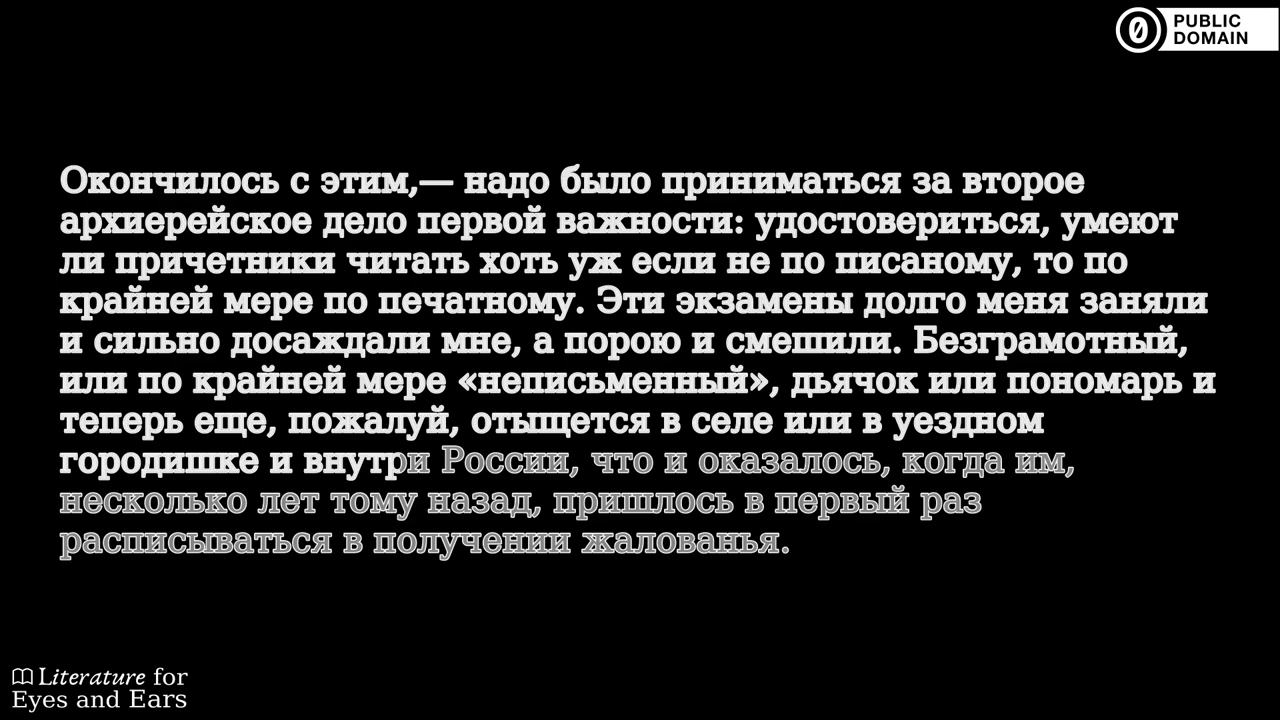 PUBLIC
DOMAIN
Окончилось с этим,— надо было приниматься за второе
архиерейское дело первой важности: удостовериться, умеют
ли причетники читать хоть уж если не по писаному, то по
крайней мере по печатному. Эти экзамены долго меня заняли
и сильно досаждали мне, а порою и смешили. Безграмотный,
или по крайней мере «неписьменный», дьячок или пономарь и
теперь еще, пожалуй, отыщется в селе или в уездном
городишке и внутри России, что и оказалось, когда им,
несколько лет тому назад, пришлось в первый раз
расписываться в получении жалованья.
Literature for
Eyes and Ears